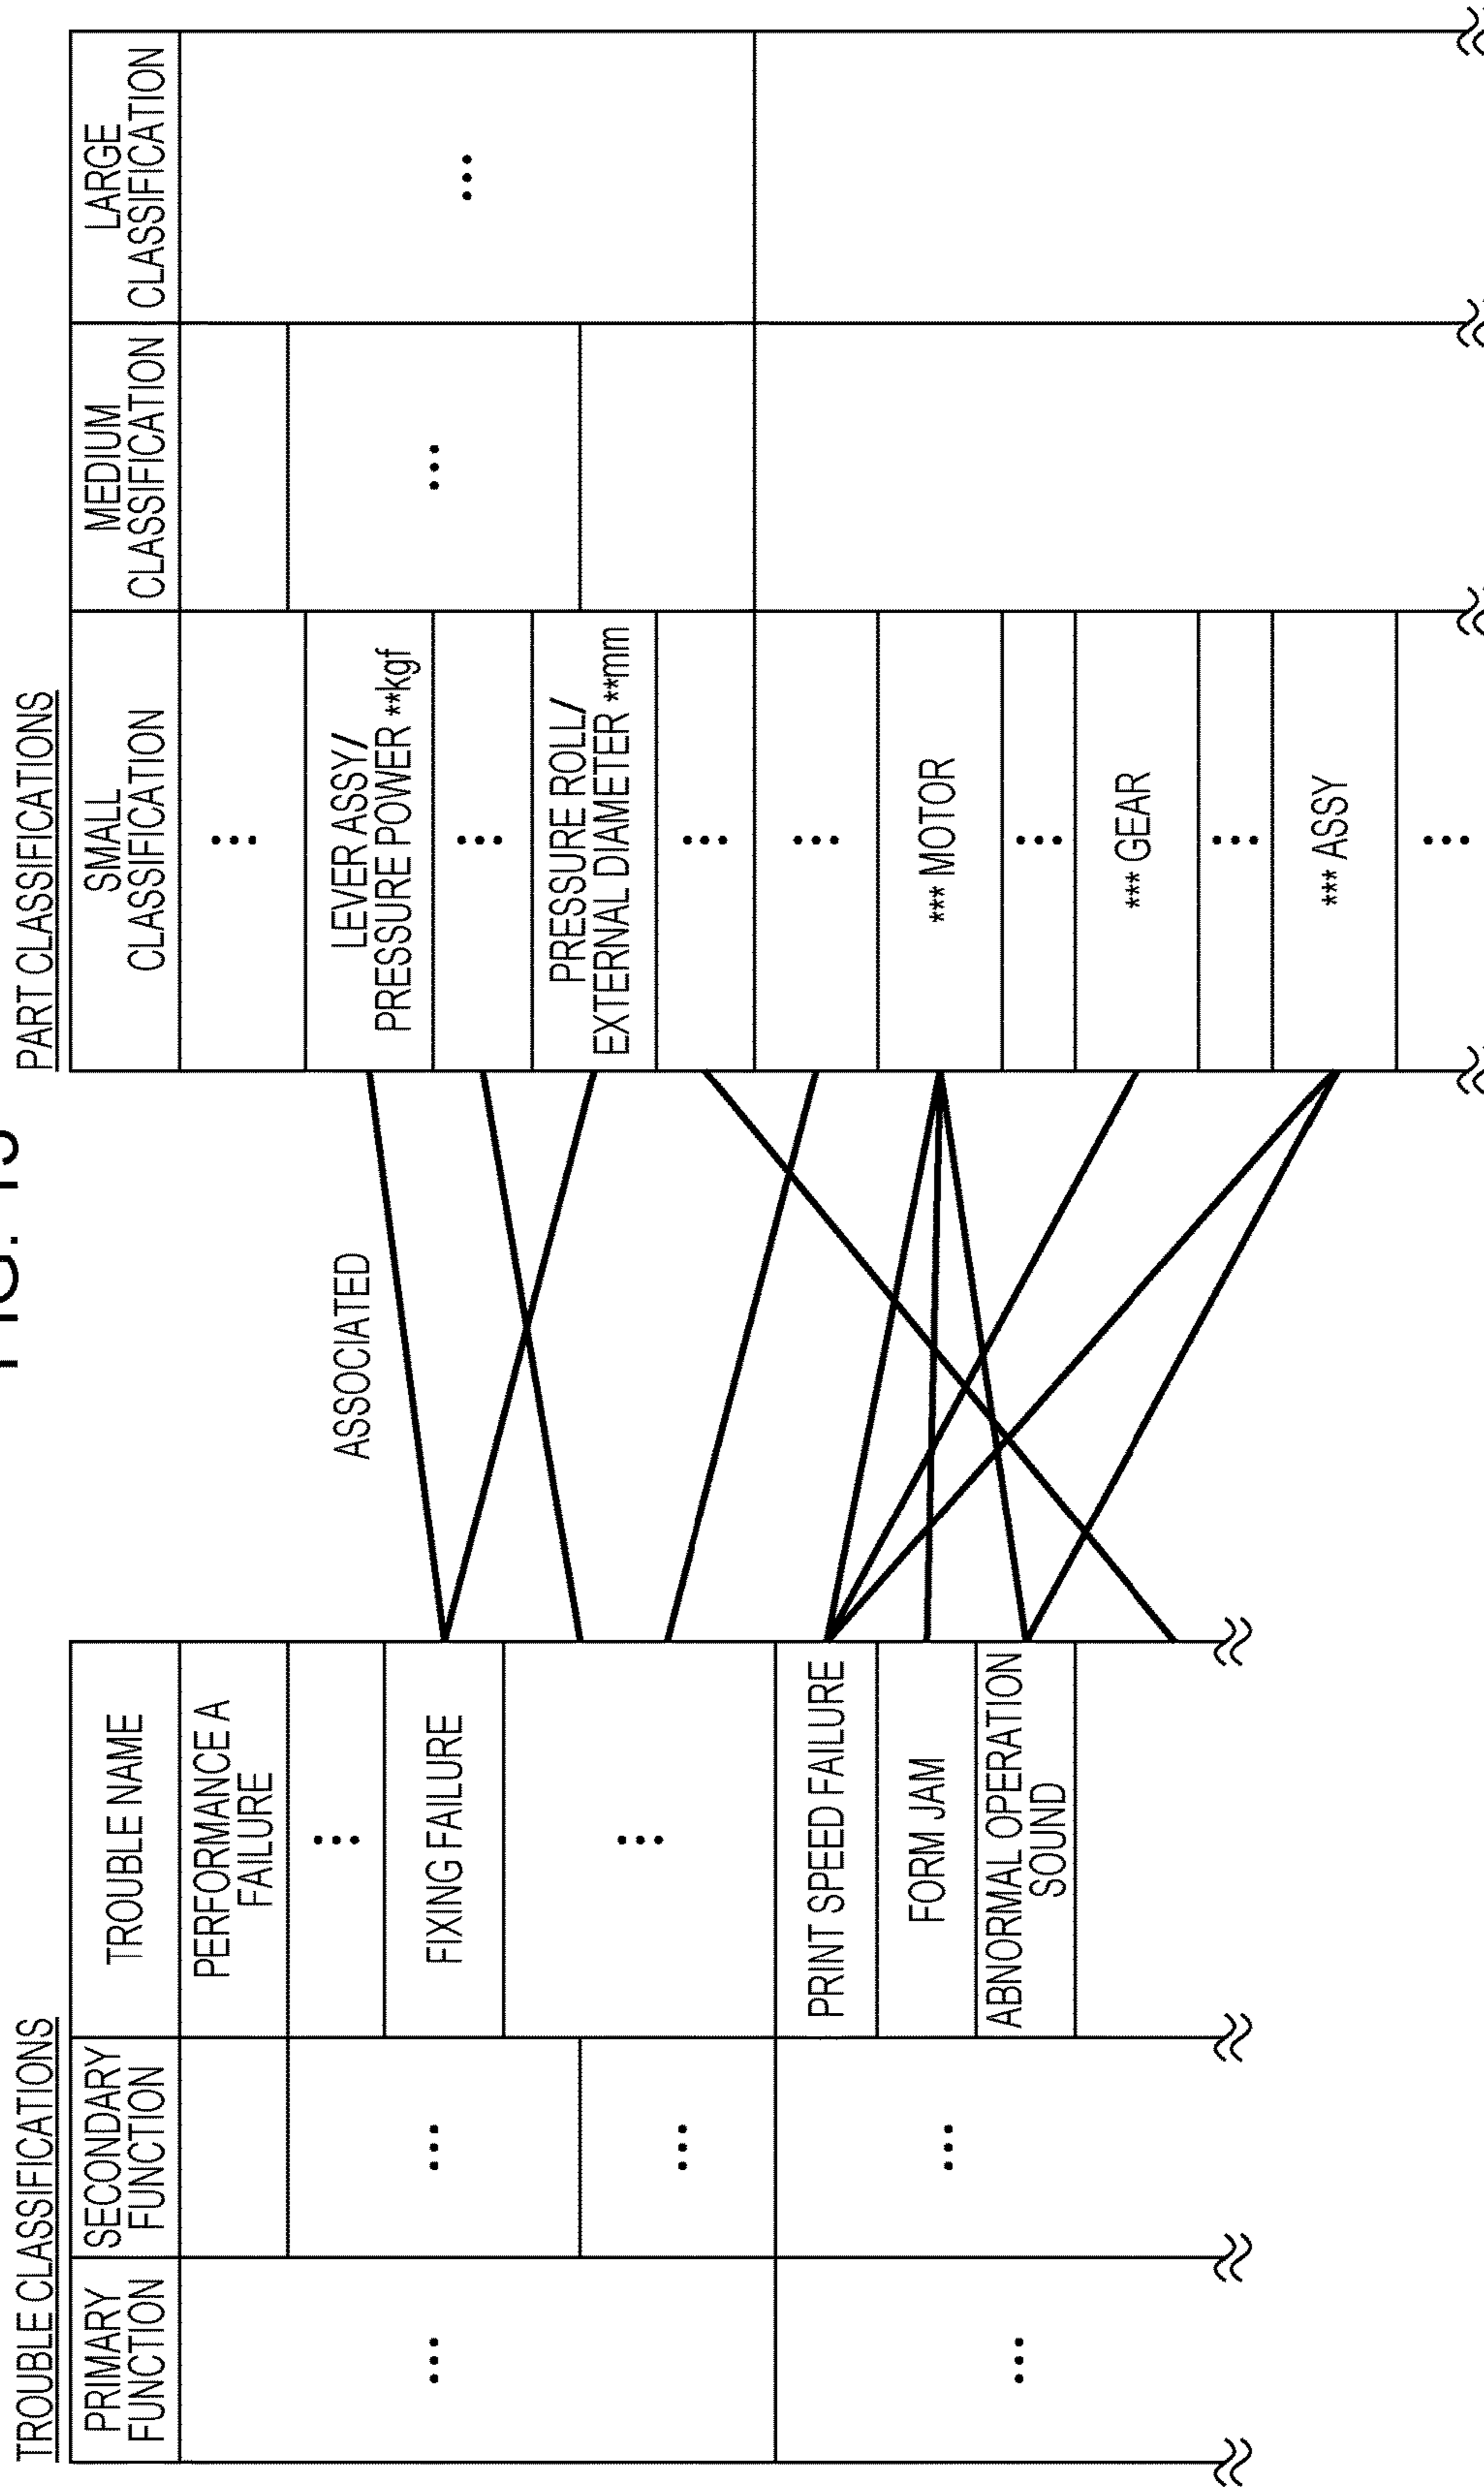 TROUBLE CLASSIFICATIONS
PRIMARY
FUNCTION
SECONDARY
FUNCTION
TROUBLE NAME
PERFORMANCE A
FAILURE
...
FIXING FAILURE
...
PRINT SPEED FAILURE
FORM JAM
ABNORMAL OPERATION
SOUND
...
...
...
...
...
ASSOCIATED
PART CLASSIFICATIONS
SMALL
CLASSIFICATION
MEDIUM
CLASSIFICATION
LARGE
CLASSIFICATION
...
LEVER ASSY/
PRESSURE POWER **kgf
...
PRESSURE ROLL/
EXTERNAL DIAMETER **mm
...
...
*** MOTOR
...
*** GEAR
...
*** ASSY
...
...
...